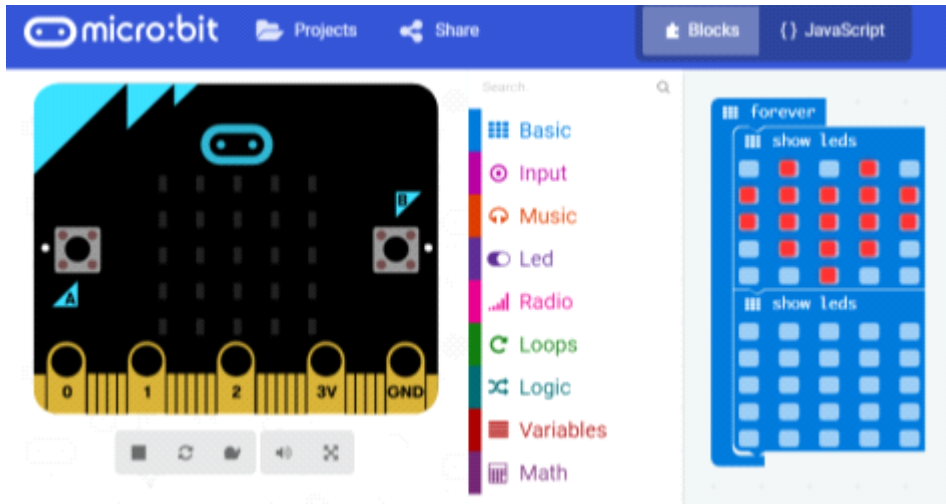 micro:bit Projects Share Blocks {} JavaScript
Search
Basic
Input
Music
Led
Radio
Loops
Logic
Variables
Math
B
A
0 1 2 3V GND
forever
show leds
show leds